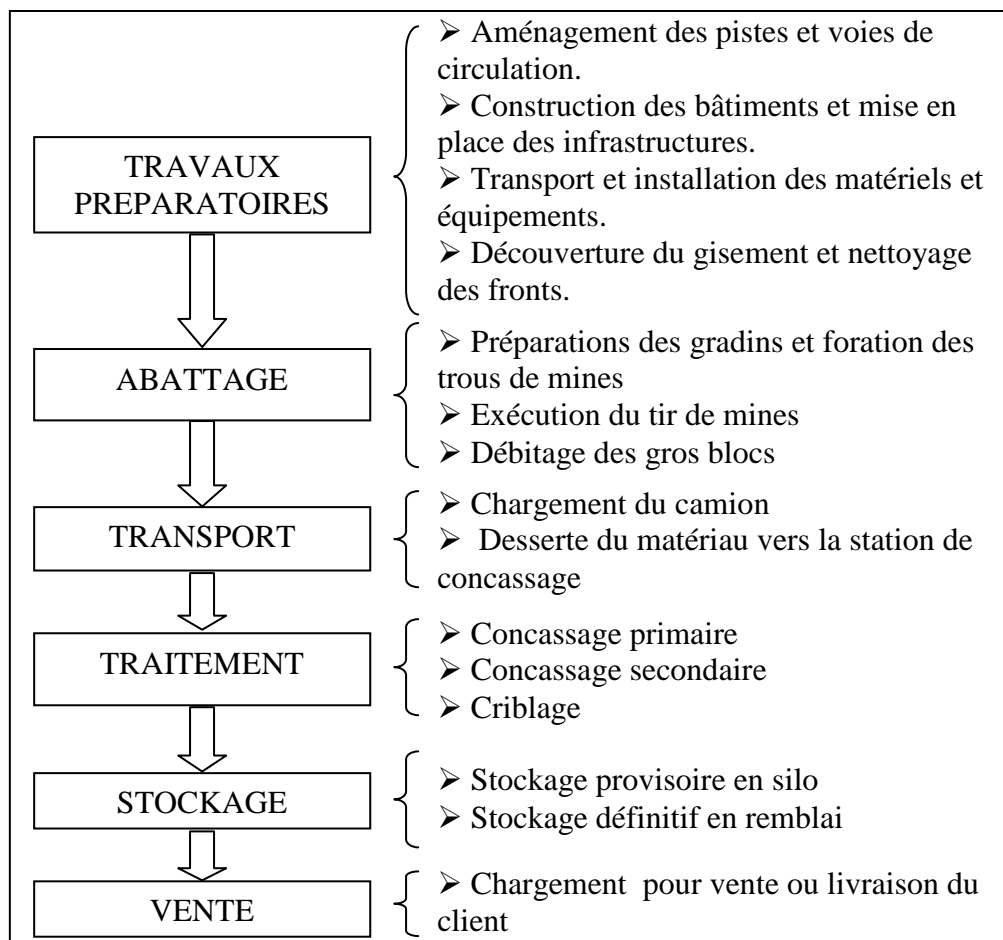 TRAVAUX
PREPARATOIRES
➢ Aménagement des pistes et voies de
circulation.
➢ Construction des bâtiments et mise en
place des infrastructures.
➢ Transport et installation des matériels et
équipements.
➢ Découverture du gisement et nettoyage
des fronts.
ABATTAGE
➢ Préparations des gradins et foration des
trous de mines
➢ Exécution du tir de mines
➢ Débitage des gros blocs
TRANSPORT
➢ Chargement du camion
➢ Desserte du matériau vers la station de
concassage
TRAITEMENT
➢ Concassage primaire
➢ Concassage secondaire
➢ Criblage
STOCKAGE
➢ Stockage provisoire en silo
➢ Stockage définitif en remblai
VENTE
➢ Chargement pour vente ou livraison du
client